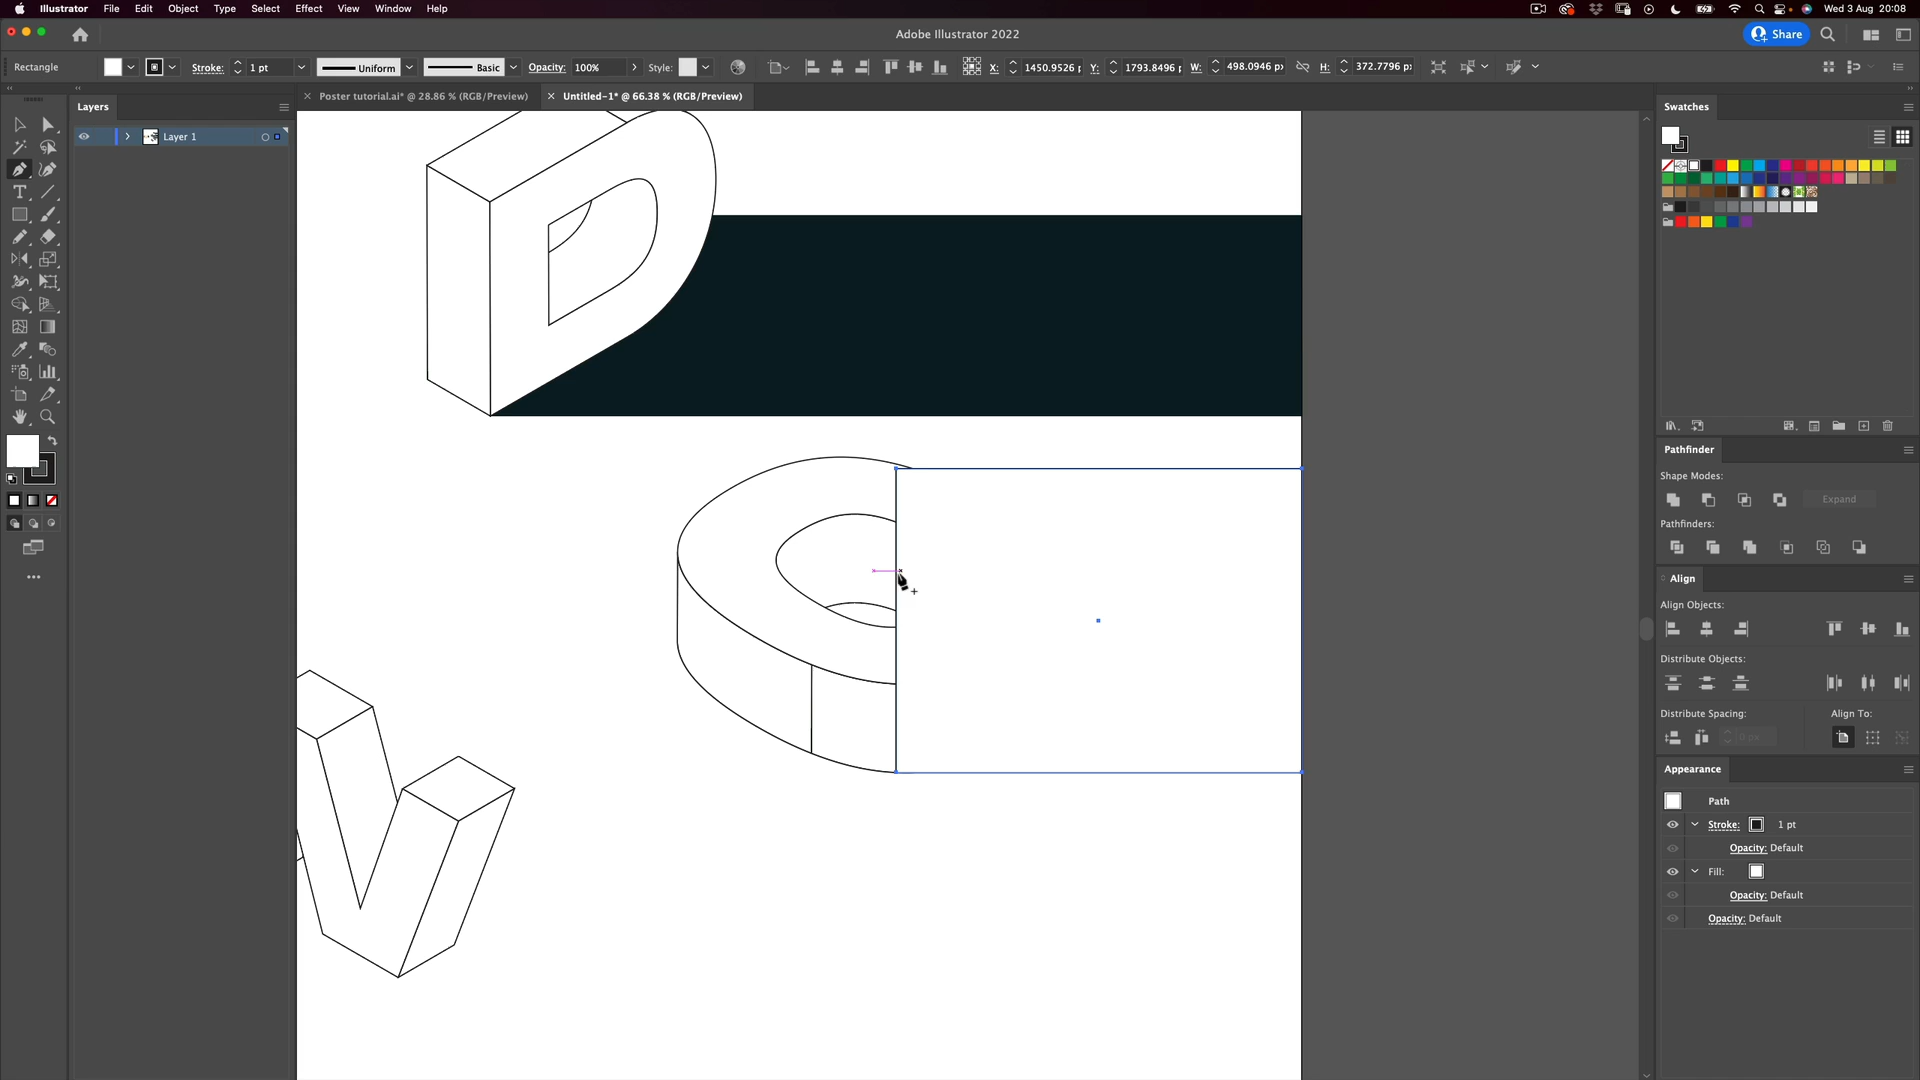 Illustrator File Edit Object Type Select Effect View Window Help
Wed 3 Aug 20:08
Adobe Illustrator 2022
Share
Rectangle
Stroke: 1 pt
Uniform
Basic
Opacity: 100%
Style:
X: 1450.9526
Y: 1793.8496
W: 498.0946 px
H: 372.7796 px
Layers
Poster tutorial.ai* @ 28.86 % (RGB/Preview)
Untitled-1* @ 66.38 % (RGB/Preview)
Swatches
Layer 1
D
Pathfinder
Shape Modes:
Expand
Pathfinders:
Align
Align Objects:
Distribute Objects:
Distribute Spacing:
Align To:
0 px
Appearance
Path
Stroke: 1 pt
Opacity: Default
Fill:
Opacity: Default
Opacity: Default